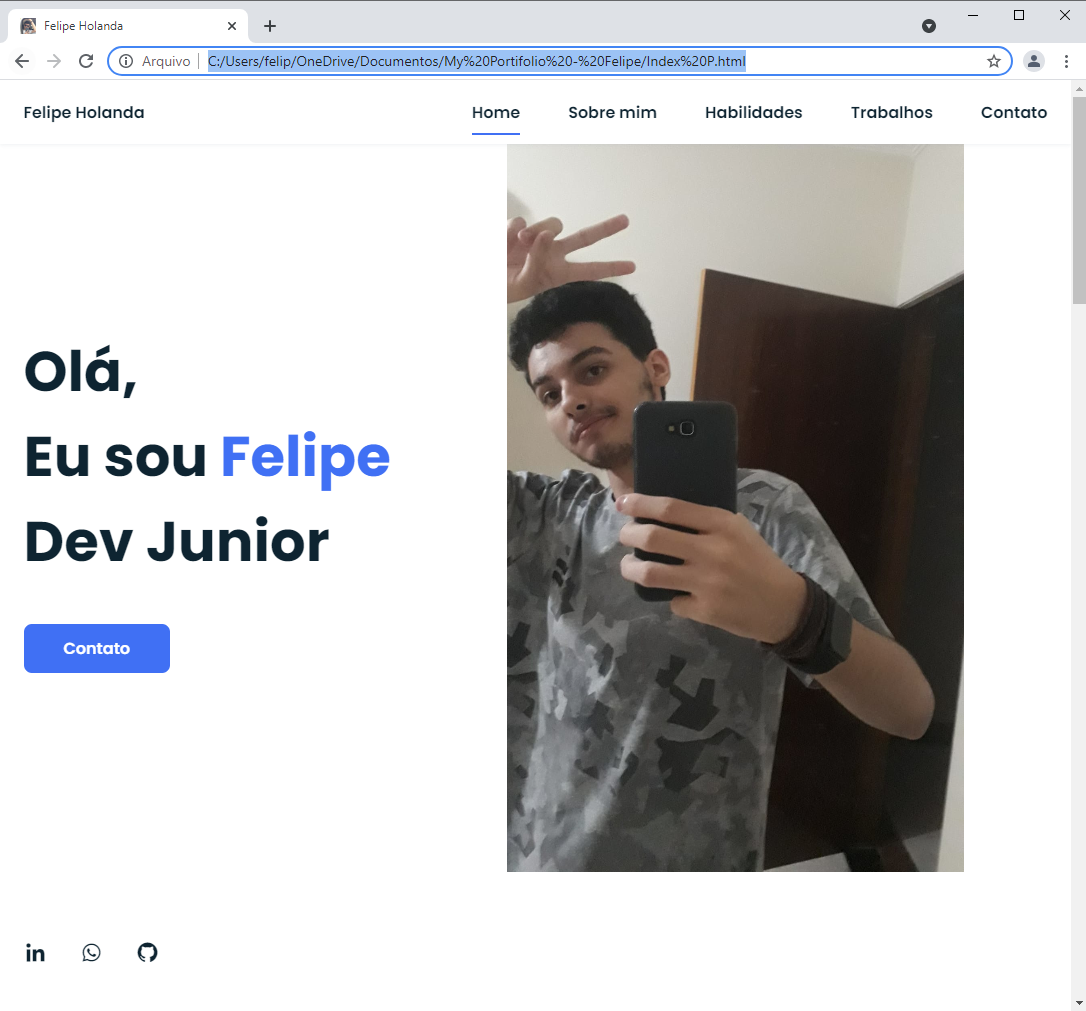 Felipe Holanda
Arquivo C:/Users/felip/OneDrive/Documentos/My%20Portifolio%20-%20Felipe/Index%20P.html
Felipe Holanda Home Sobre mim Habilidades Trabalhos Contato
Olá,
Eu sou Felipe
Dev Junior
Contato
in